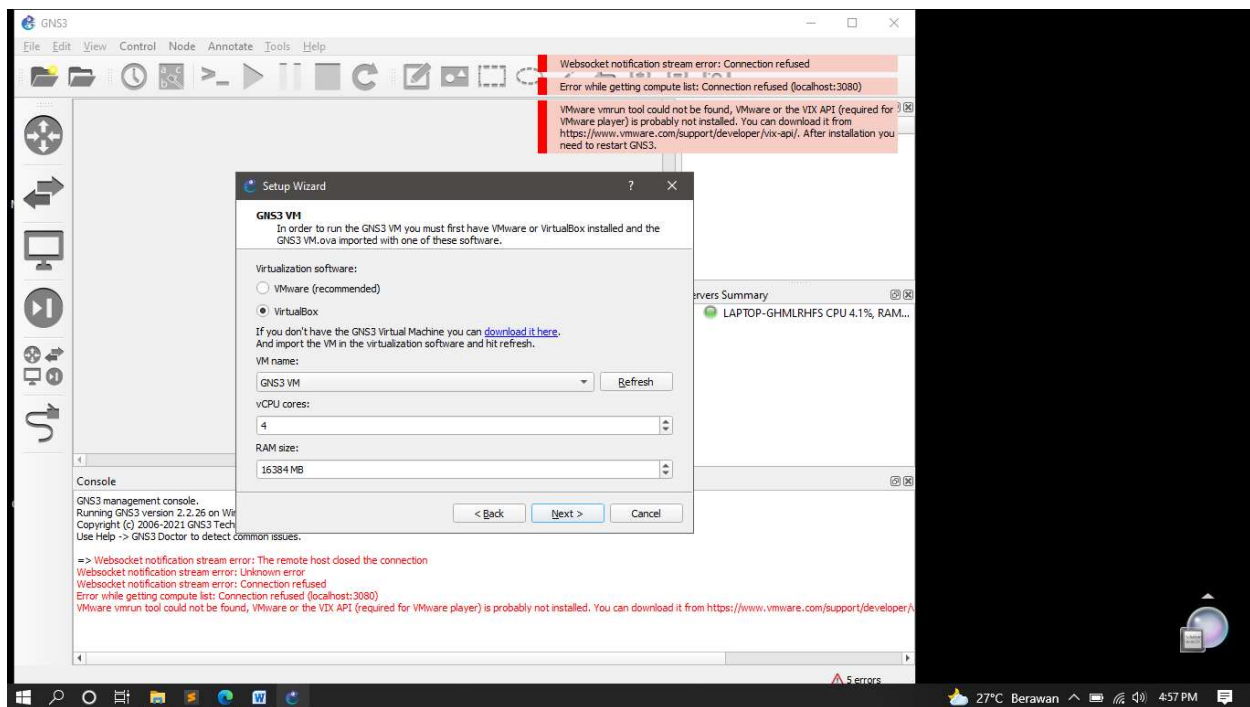 GNS3
File Edit View Control Node Annotate Tools Help
Websocket notification stream error: Connection refused
Error while getting compute list: Connection refused (localhost:3080)
VMware vmrun tool could not be found, VMware or the VIX API (required for
VMware player) is probably not installed. You can download it from
https://www.vmware.com/support/developer/vix-api/. After installation you
need to restart GNS3.
Setup Wizard
GNS3 VM
In order to run the GNS3 VM you must first have VMware or VirtualBox installed and the
GNS3 VM.ova imported with one of these software.
Virtualization software:
VMware (recommended)
VirtualBox
If you don't have the GNS3 Virtual Machine you can download it here.
And import the VM in the virtualization software and hit refresh.
VM name:
GNS3 VM
Refresh
vCPU cores:
4
RAM size:
16384 MB
< Back Next > Cancel
ervers Summary
LAPTOP-GHMLRHFS CPU 4.1%, RAM...
Console
GNS3 management console.
Running GNS3 version 2.2.26 on Wi
Copyright (c) 2006-2021 GNS3 Tech
Use Help -> GNS3 Doctor to detect common issues.
=> Websocket notification stream error: The remote host closed the connection
Websocket notification stream error: Unknown error
Websocket notification stream error: Connection refused
Error while getting compute list: Connection refused (localhost:3080)
VMware vmrun tool could not be found, VMware or the VIX API (required for VMware player) is probably not installed. You can download it from https://www.vmware.com/support/developer/
5 errors
27°C Berawan 4:57 PM